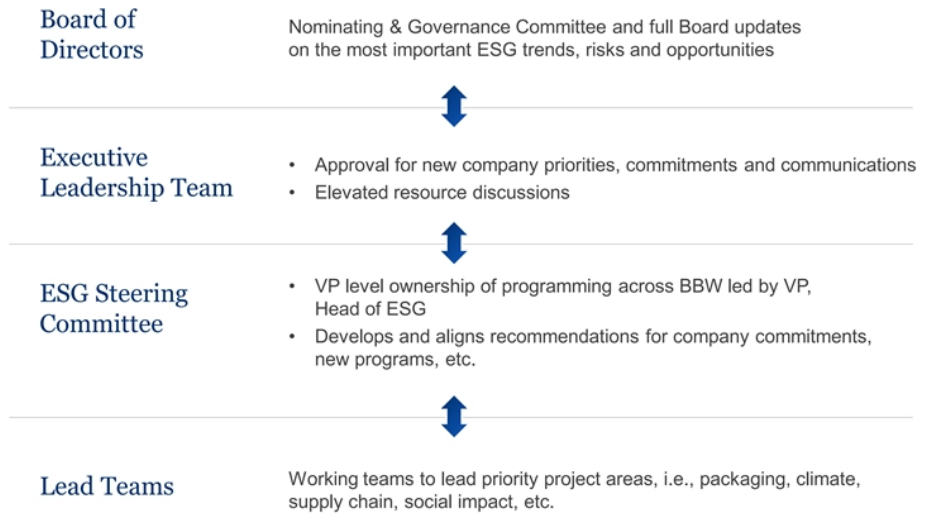 Board of
Directors
Nominating & Governance Committee and full Board updates
on the most important ESG trends, risks and opportunities
Executive
Leadership Team
• Approval for new company priorities, commitments and communications
• Elevated resource discussions
ESG Steering
Committee
• VP level ownership of programming across BBW led by VP,
Head of ESG
• Develops and aligns recommendations for company commitments,
new programs, etc.
Lead Teams
Working teams to lead priority project areas, i.e., packaging, climate,
supply chain, social impact, etc.